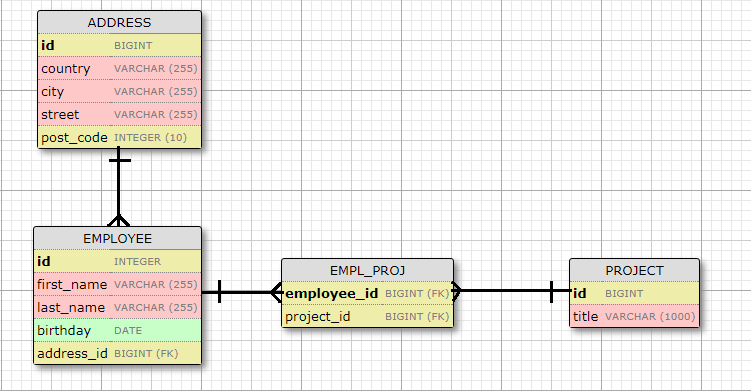 ADDRESS
id BIGINT
country VARCHAR (255)
city VARCHAR (255)
street VARCHAR (255)
post_code INTEGER (10)
EMPLOYEE
id INTEGER
first_name VARCHAR (255)
last_name VARCHAR (255)
birthday DATE
address_id BIGINT (FK)
EMPL_PROJ
employee_id BIGINT (FK)
project_id BIGINT (FK)
PROJECT
id BIGINT
title VARCHAR (1000)